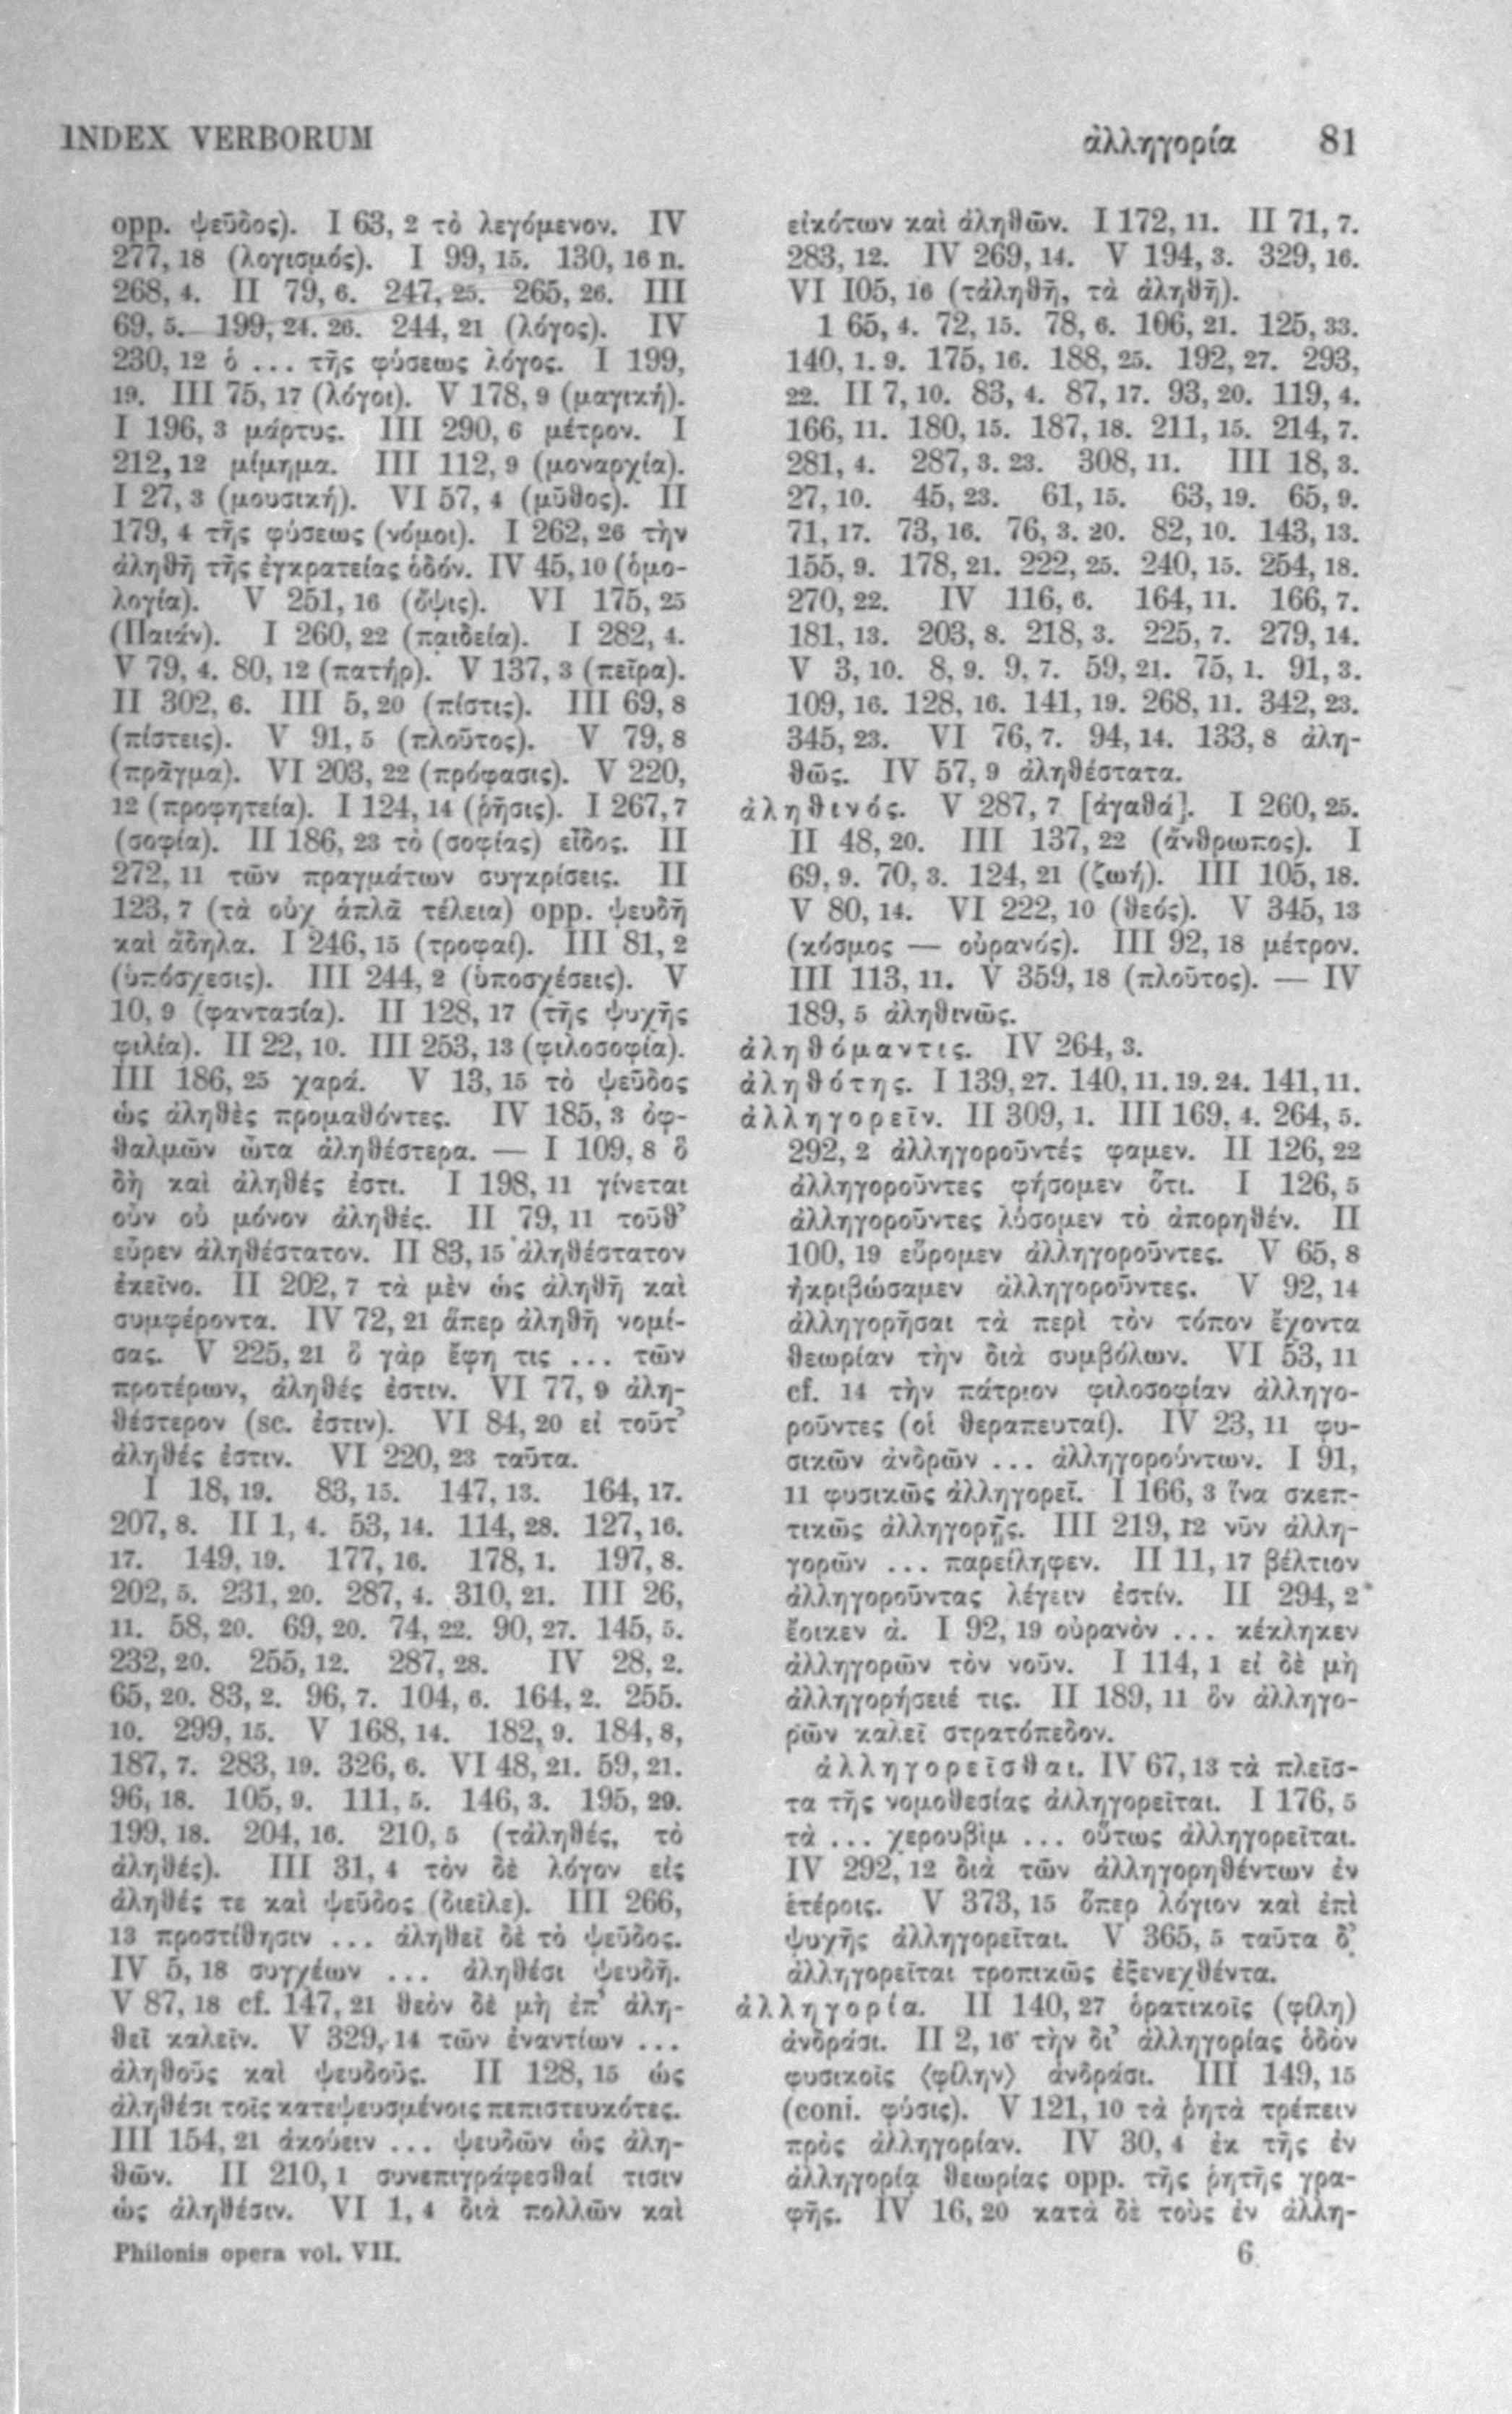 INDEX VERBORUM
ἀλληγορία 81
opp. ψεῦδος). I 63, 2 τὸ λεγόμενον. IV
277, 18 (λογισμός). I 99, 15. 130, 16 n.
268, 4. II 79, 6. 247, 25. 265, 26. III
69, 5. 199, 24. 26. 244, 21 (λόγος). IV
230, 12 ὁ ... τῆς φύσεως λόγος. I 199,
19. III 75, 17 (λόγοι). V 178, 9 (μαγική).
I 196, 3 μάρτυς. III 290, 6 μέτρον. I
212, 12 μίμημα. III 112, 9 (μοναρχία).
I 27, 3 (μουσική). VI 57, 4 (μῦθος). II
179, 4 τῆς φύσεως (νόμοι). I 262, 26 τὴν
ἀληθῆ τῆς ἐγκρατείας ὁδόν. IV 45, 10 (ὁμο-
λογία). V 251, 16 (ὄψις). VI 175, 25
(Παιάν). I 260, 22 (παιδεία). I 282, 4.
V 79, 4. 80, 12 (πατήρ). V 137, 3 (πεῖρα).
II 302, 6. III 5, 20 (πίστις). III 69, 8
(πίστεις). V 91, 5 (πλοῦτος). V 79, 8
(πρᾶγμα). VI 203, 22 (πρόφασις). V 220,
12 (προφητεία). I 124, 14 (ῥῆσις). I 267, 7
(σοφία). II 186, 23 τὸ (σοφίας) εἶδος. II
272, 11 τῶν πραγμάτων συγκρίσεις. II
123, 7 (τὰ οὐχ ἁπλᾶ τέλεια) opp. ψευδῆ
καὶ ἄδηλα. I 246, 15 (τροφαί). III 81, 2
(ὑπόσχεσις). III 244, 2 (ὑποσχέσεις). V
10, 9 (φαντασία). II 128, 17 (τῆς ψυχῆς
φιλία). II 22, 10. III 253, 13 (φιλοσοφία).
III 186, 25 χαρά. V 13, 15 τὸ ψεῦδος
ὡς ἀληθὲς προμαθόντες. IV 185, 3 ὀφ-
θαλμῶν ὦτα ἀληθέστερα. — I 109, 8 ὃ
δὴ καὶ ἀληθές ἐστι. I 198, 11 γίνεται
οὖν οὐ μόνον ἀληθές. II 79, 11 τοῦθ’
εὗρεν ἀληθέστατον. II 83, 15 ἀληθέστατον
ἐκεῖνο. II 202, 7 τὰ μὲν ὡς ἀληθῆ καὶ
συμφέροντα. IV 72, 21 ἅπερ ἀληθῆ νομί-
σας. V 225, 21 ὃ γὰρ ἔφη τις ... τῶν
προτέρων, ἀληθές ἐστιν. VI 77, 9 ἀλη-
θέστερον (sc. ἐστιν). VI 84, 20 εἰ τοῦτ’
ἀληθές ἐστιν. VI 220, 23 ταῦτα.
I 18, 19. 83, 15. 147, 13. 164, 17.
207, 8. II 1, 4. 53, 14. 114, 28. 127, 16.
17. 149, 19. 177, 16. 178, 1. 197, 8.
202, 5. 231, 20. 287, 4. 310, 21. III 26,
11. 58, 20. 69, 20. 74, 22. 90, 27. 145, 5.
232, 20. 255, 12. 287, 28. IV 28, 2.
65, 20. 83, 2. 96, 7. 104, 6. 164, 2. 255.
10. 299, 15. V 168, 14. 182, 9. 184, 8,
187, 7. 283, 19. 326, 6. VI 48, 21. 59, 21.
96, 18. 105, 9. 111, 5. 146, 3. 195, 29.
199, 18. 204, 16. 210, 5 (τἀληθές, τὸ
ἀληθές). III 31, 4 τὸν δὲ λόγον εἰς
ἀληθές τε καὶ ψεῦδος (διεῖλε). III 266,
13 προστίθησιν ... ἀληθεῖ δὲ τὸ ψεῦδος.
IV 5, 18 συγχέων ... ἀληθέσι ψευδῆ.
V 87, 18 cf. 147, 21 θεὸν δὲ μὴ ἐπ’ ἀλη-
θεῖ καλεῖν. V 329, 14 τῶν ἐναντίων ...
ἀληθοῦς καὶ ψευδοῦς. II 128, 15 ὡς
ἀληθέσι τοῖς κατεψευσμένοις πεπιστευκότες.
III 154, 21 ἀκούειν ... ψευδῶν ὡς ἀλη-
θῶν. II 210, 1 συνεπιγράφεσθαί τισιν
ὡς ἀληθέσιν. VI 1, 4 διὰ πολλῶν καὶ
Philonis opera vol. VII.
εἰκότων καὶ ἀληθῶν. I 172, 11. II 71, 7.
283, 12. IV 269, 14. V 194, 3. 329, 16.
VI 105, 16 (τἀληθῆ, τὰ ἀληθῆ).
I 65, 4. 72, 15. 78, 6. 106, 21. 125, 33.
140, 1. 9. 175, 16. 188, 25. 192, 27. 293,
22. II 7, 10. 83, 4. 87, 17. 93, 20. 119, 4.
166, 11. 180, 15. 187, 18. 211, 15. 214, 7.
281, 4. 287, 3. 23. 308, 11. III 18, 3.
27, 10. 45, 23. 61, 15. 63, 19. 65, 9.
71, 17. 73, 16. 76, 3. 20. 82, 10. 143, 13.
155, 9. 178, 21. 222, 25. 240, 15. 254, 18.
270, 22. IV 116, 6. 164, 11. 166, 7.
181, 13. 203, 8. 218, 3. 225, 7. 279, 14.
V 3, 10. 8, 9. 9, 7. 59, 21. 75, 1. 91, 3.
109, 16. 128, 16. 141, 19. 268, 11. 342, 23.
345, 23. VI 76, 7. 94, 14. 133, 8 ἀλη-
θῶς. IV 57, 9 ἀληθέστατα.
ἀληθινός. V 287, 7 [ἀγαθά]. I 260, 25.
II 48, 20. III 137, 22 (ἄνθρωπος). I
69, 9. 70, 3. 124, 21 (ζωή). III 105, 18.
V 80, 14. VI 222, 10 (θεός). V 345, 13
(κόσμος — οὐρανός). III 92, 18 μέτρον.
III 113, 11. V 359, 18 (πλοῦτος). — IV
189, 5 ἀληθινῶς.
ἀληθόμαντις. IV 264, 3.
ἀληθότης. I 139, 27. 140, 11. 19. 24. 141, 11.
ἀλληγορεῖν. II 309, 1. III 169, 4. 264, 5.
292, 2 ἀλληγοροῦντές φαμεν. II 126, 22
ἀλληγοροῦντες φήσομεν ὅτι. I 126, 5
ἀλληγοροῦντες λύσομεν τὸ ἀπορηθέν. II
100, 19 εὕρομεν ἀλληγοροῦντες. V 65, 8
ἠκριβώσαμεν ἀλληγοροῦντες. V 92, 14
ἀλληγορῆσαι τὰ περὶ τὸν τόπον ἔχοντα
θεωρίαν τὴν διὰ συμβόλων. VI 53, 11
cf. 14 τὴν πάτριον φιλοσοφίαν ἀλληγο-
ροῦντες (οἱ θεραπευταί). IV 23, 11 φυ-
σικῶν ἀνδρῶν ... ἀλληγορούντων. I 91,
11 φυσικῶς ἀλληγορεῖ. I 166, 3 ἵνα σκεπ-
τικῶς ἀλληγορῇς. III 219, 12 νῦν ἀλλη-
γορῶν ... παρείληφεν. II 11, 17 βέλτιον
ἀλληγοροῦντας λέγειν ἐστίν. II 294, 2
ἔοικεν ἀ. I 92, 19 οὐρανὸν ... κέκληκεν
ἀλληγορῶν τὸν νοῦν. I 114, 1 εἰ δὲ μὴ
ἀλληγορήσειέ τις. II 189, 11 ὃν ἀλληγο-
ρῶν καλεῖ στρατόπεδον.
ἀλληγορεῖσθαι. IV 67, 13 τὰ πλεῖσ-
τα τῆς νομοθεσίας ἀλληγορεῖται. I 176, 5
τὰ ... χερουβὶμ ... οὕτως ἀλληγορεῖται.
IV 292, 12 διὰ τῶν ἀλληγορηθέντων ἐν
ἑτέροις. V 373, 15 ὅπερ λόγιον καὶ ἐπὶ
ψυχῆς ἀλληγορεῖται. V 365, 5 ταῦτα δ’
ἀλληγορεῖται τροπικῶς ἐξενεχθέντα.
ἀλληγορία. II 140, 27 ὁρατικοῖς (φίλη)
ἀνδράσι. II 2, 16 τὴν δι’ ἀλληγορίας ὁδὸν
φυσικοῖς ⟨φίλην⟩ ἀνδράσι. III 149, 15
(coni. φύσις). V 121, 10 τὰ ῥητὰ τρέπειν
πρὸς ἀλληγορίαν. IV 30, 4 ἐκ τῆς ἐν
ἀλληγορίᾳ θεωρίας opp. τῆς ῥητῆς γρα-
φῆς. IV 16, 20 κατὰ δὲ τοὺς ἐν ἀλλη-
6